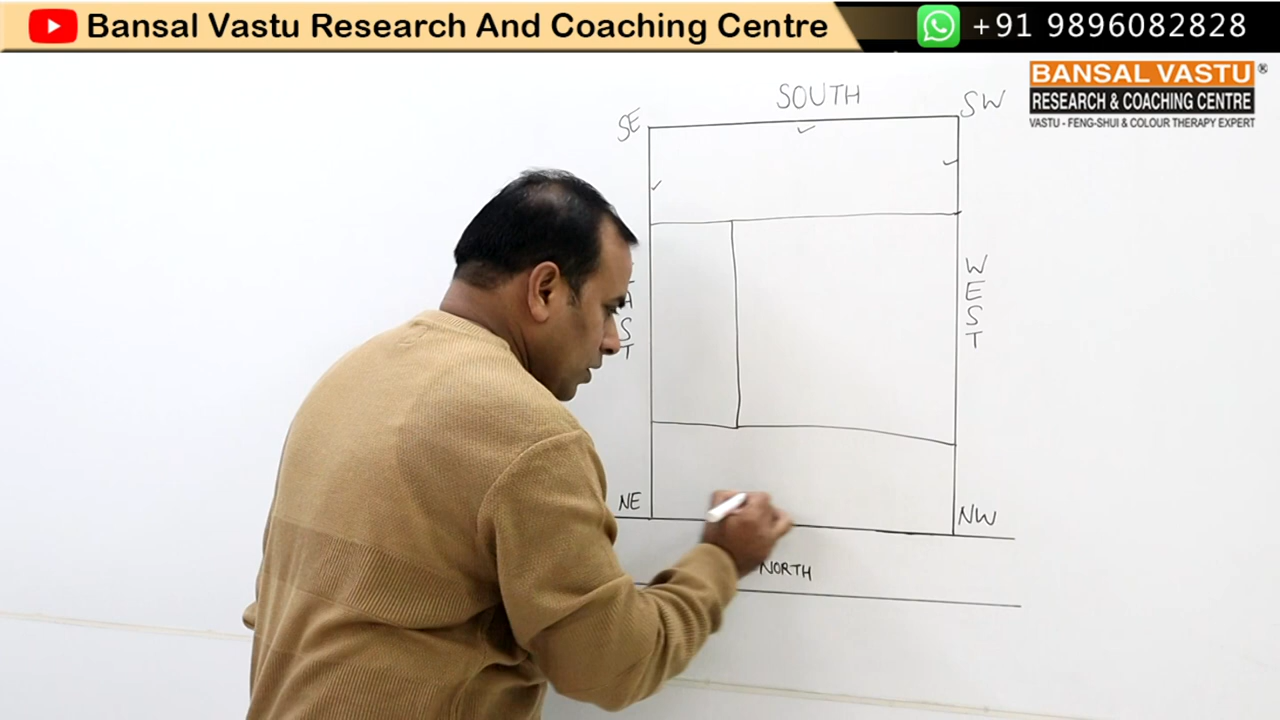 Bansal Vastu Research And Coaching Centre
+91 9896082828
BANSAL VASTU®
RESEARCH & COACHING CENTRE
VASTU - FENG-SHUI & COLOUR THERAPY EXPERT
SOUTH
SE
SW
WEST
NE
NW
NORTH